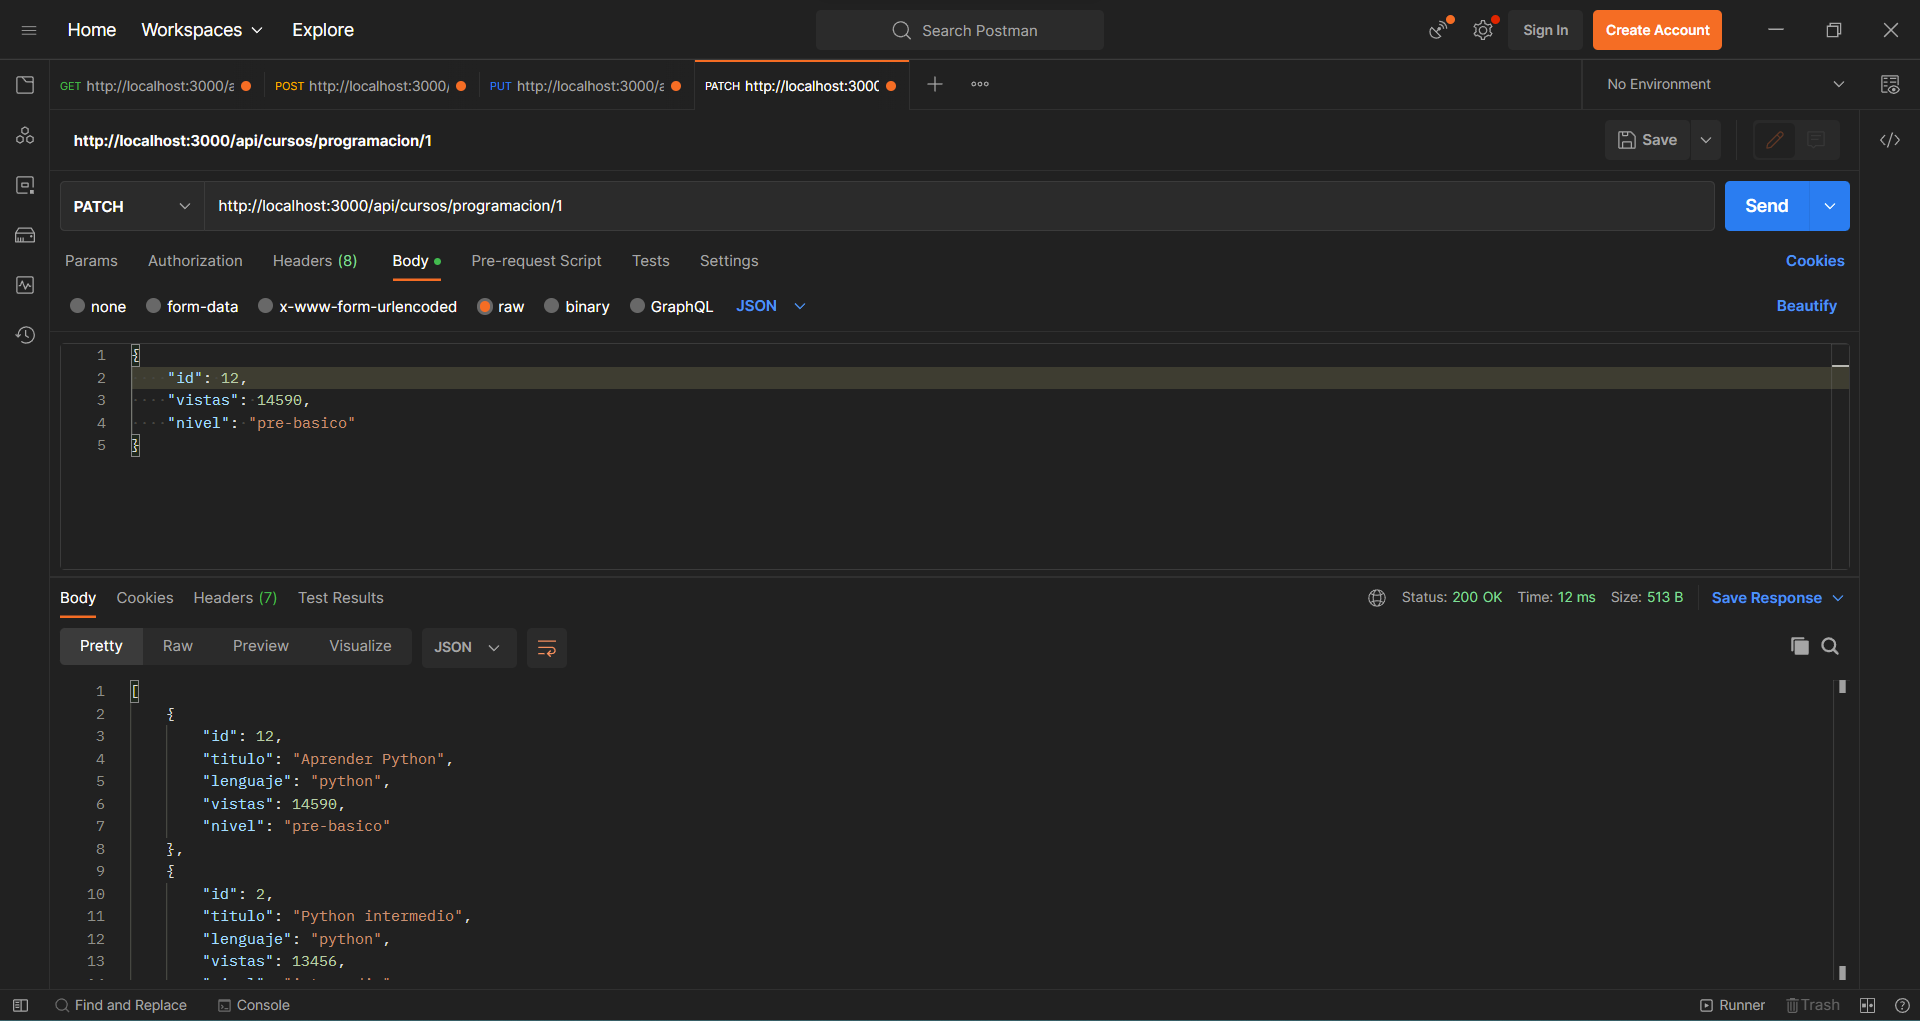 Home Workspaces Explore Search Postman Sign In Create Account
GET http://localhost:3000/a POST http://localhost:3000/ PUT http://localhost:3000/a PATCH http://localhost:3000 No Environment
http://localhost:3000/api/cursos/programacion/1 Save
PATCH http://localhost:3000/api/cursos/programacion/1 Send
Params Authorization Headers (8) Body Pre-request Script Tests Settings Cookies
none form-data x-www-form-urlencoded raw binary GraphQL JSON Beautify
1 {
2 "id": 12,
3 "vistas": 14590,
4 "nivel": "pre-basico"
5 }
Body Cookies Headers (7) Test Results Status: 200 OK Time: 12 ms Size: 513 B Save Response
Pretty Raw Preview Visualize JSON
1 [
2 {
3 "id": 12,
4 "titulo": "Aprender Python",
5 "lenguaje": "python",
6 "vistas": 14590,
7 "nivel": "pre-basico"
8 },
9 {
10 "id": 2,
11 "titulo": "Python intermedio",
12 "lenguaje": "python",
13 "vistas": 13456,
Find and Replace Console Runner Trash